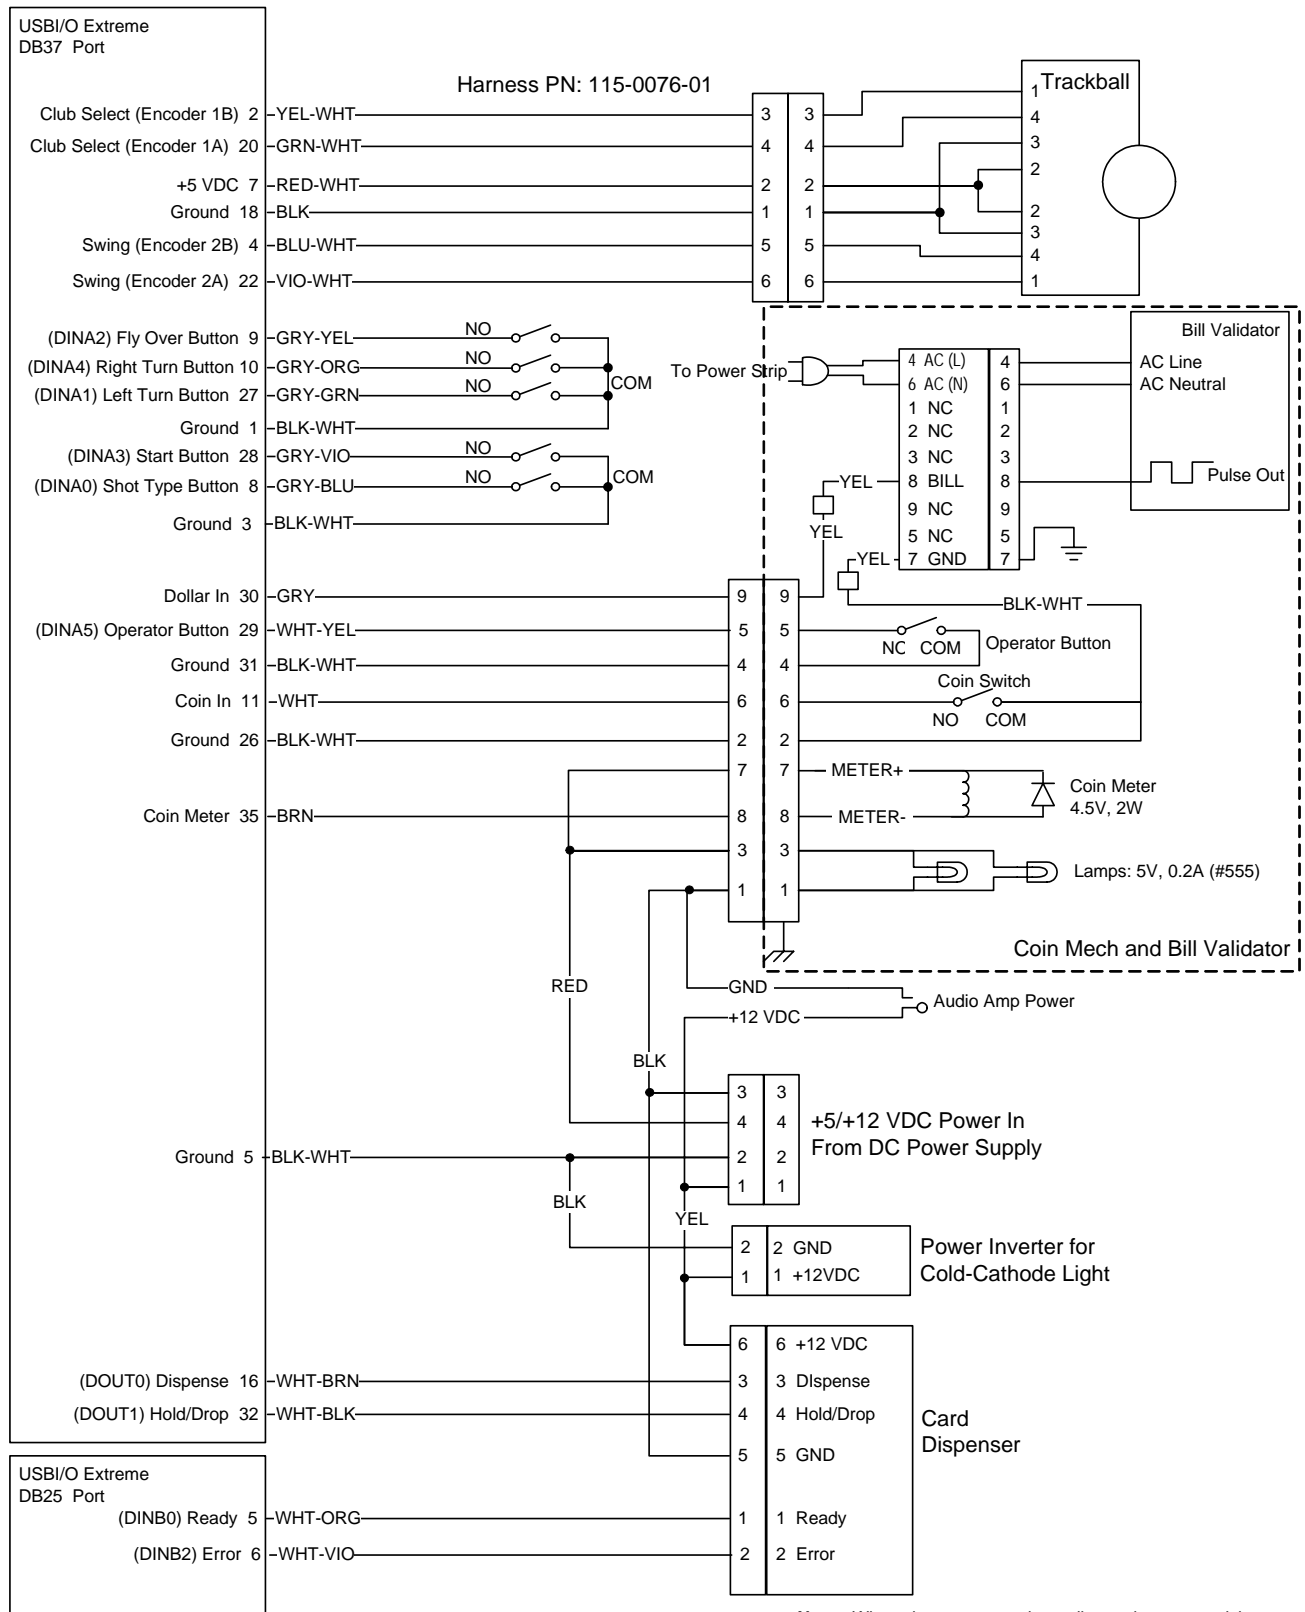 USBI/O Extreme
DB37 Port
Harness PN: 115-0076-01
Trackball
Club Select (Encoder 1B) 2 YEL-WHT 3 3 1
Club Select (Encoder 1A) 20 GRN-WHT 4 4 4
3
2
+5 VDC 7 RED-WHT 2 2
Ground 18 BLK 1 1 2
3
Swing (Encoder 2B) 4 BLU-WHT 5 5 4
Swing (Encoder 2A) 22 VIO-WHT 6 6 1
(DINA2) Fly Over Button 9 GRY-YEL NO
(DINA4) Right Turn Button 10 GRY-ORG NO
(DINA1) Left Turn Button 27 GRY-GRN NO COM
Ground 1 BLK-WHT
(DINA3) Start Button 28 GRY-VIO NO
(DINA0) Shot Type Button 8 GRY-BLU NO COM
Ground 3 BLK-WHT
Bill Validator
To Power Strip
4 AC (L) 4 AC Line
6 AC (N) 6 AC Neutral
1 NC 1
2 NC 2
3 NC 3
YEL 8 BILL 8 Pulse Out
9 NC 9
YEL
5 NC 5
YEL 7 GND 7
Dollar In 30 GRY 9 9 BLK-WHT
(DINA5) Operator Button 29 WHT-YEL 5 5
NC COM Operator Button
Ground 31 BLK-WHT 4 4
Coin Switch
Coin In 11 WHT 6 6
NO COM
Ground 26 BLK-WHT 2 2
7 7 METER+
Coin Meter
4.5V, 2W
Coin Meter 35 BRN 8 8 METER-
3 3
Lamps: 5V, 0.2A (#555)
1 1
Coin Mech and Bill Validator
RED
GND
Audio Amp Power
+12 VDC
BLK
3 3
4 4
+5/+12 VDC Power In
From DC Power Supply
Ground 5 BLK-WHT 2 2
1 1
BLK
YEL
2 2 GND
1 1 +12VDC
Power Inverter for
Cold-Cathode Light
6 6 +12 VDC
(DOUT0) Dispense 16 WHT-BRN 3 3 DIspense
(DOUT1) Hold/Drop 32 WHT-BLK 4 4 Hold/Drop
Card
Dispenser
5 5 GND
USBI/O Extreme
DB25 Port
(DINB0) Ready 5 WHT-ORG 1 1 Ready
(DINB2) Error 6 WHT-VIO 2 2 Error